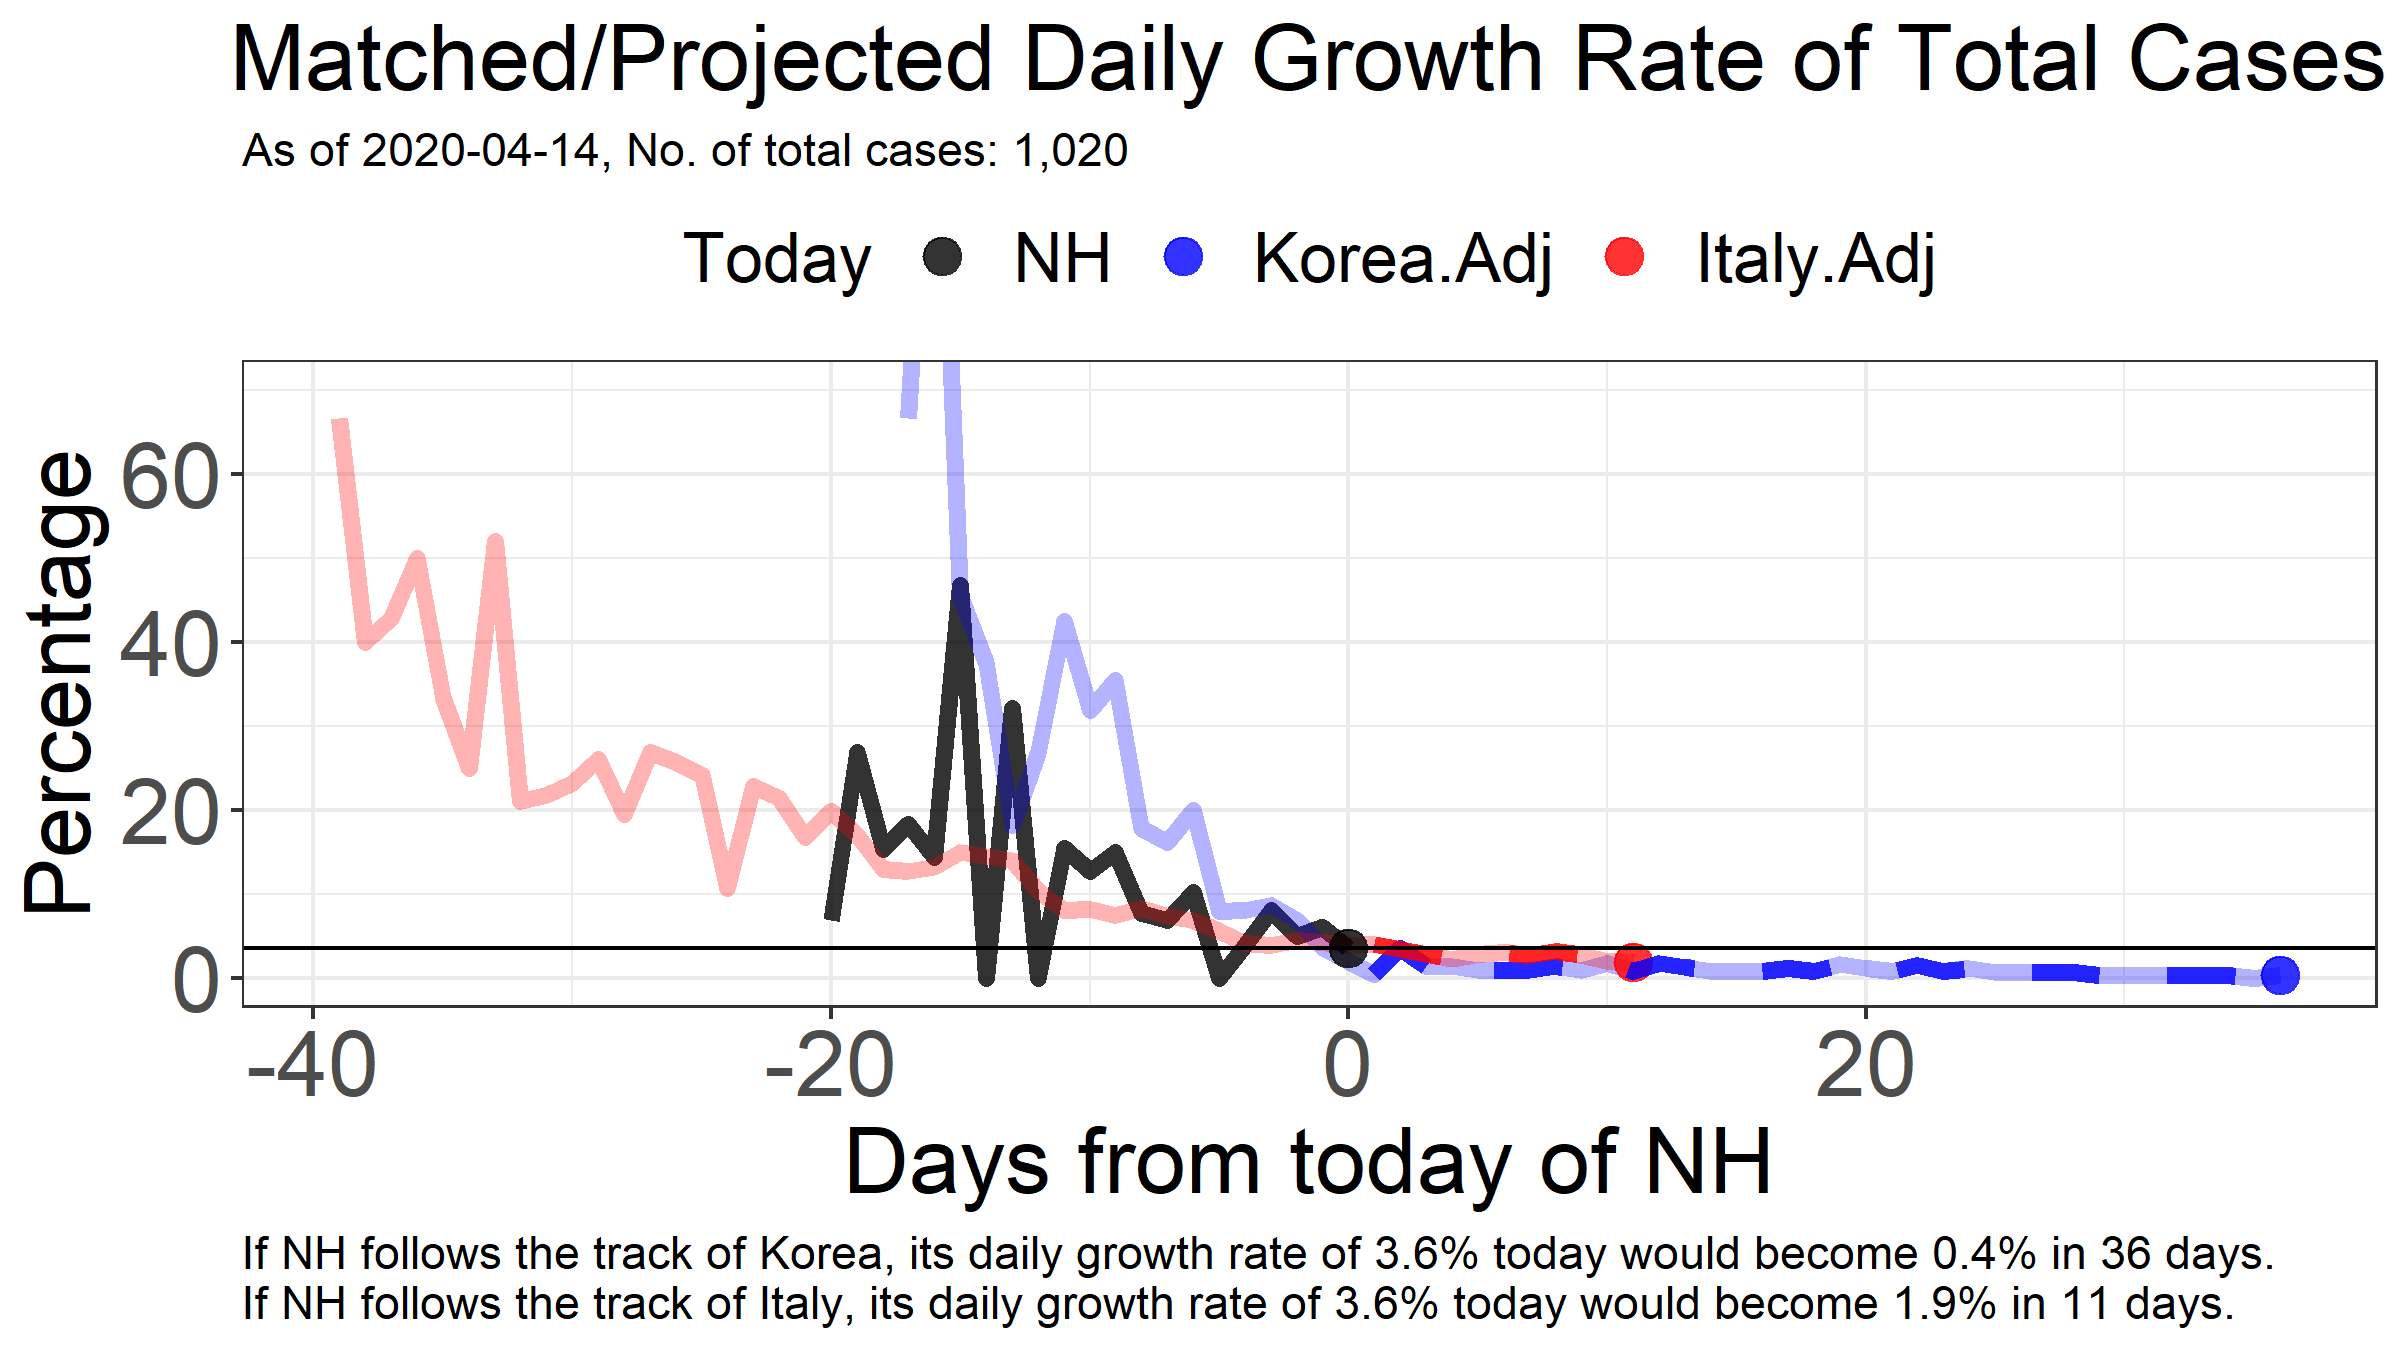 Matched/Projected Daily Growth Rate of Total Cases
As of 2020-04-14, No. of total cases: 1,020
Today NH Korea.Adj Italy.Adj
Percentage
60
40
20
0
-40 -20 0 20
Days from today of NH
If NH follows the track of Korea, its daily growth rate of 3.6% today would become 0.4% in 36 days.
If NH follows the track of Italy, its daily growth rate of 3.6% today would become 1.9% in 11 days.